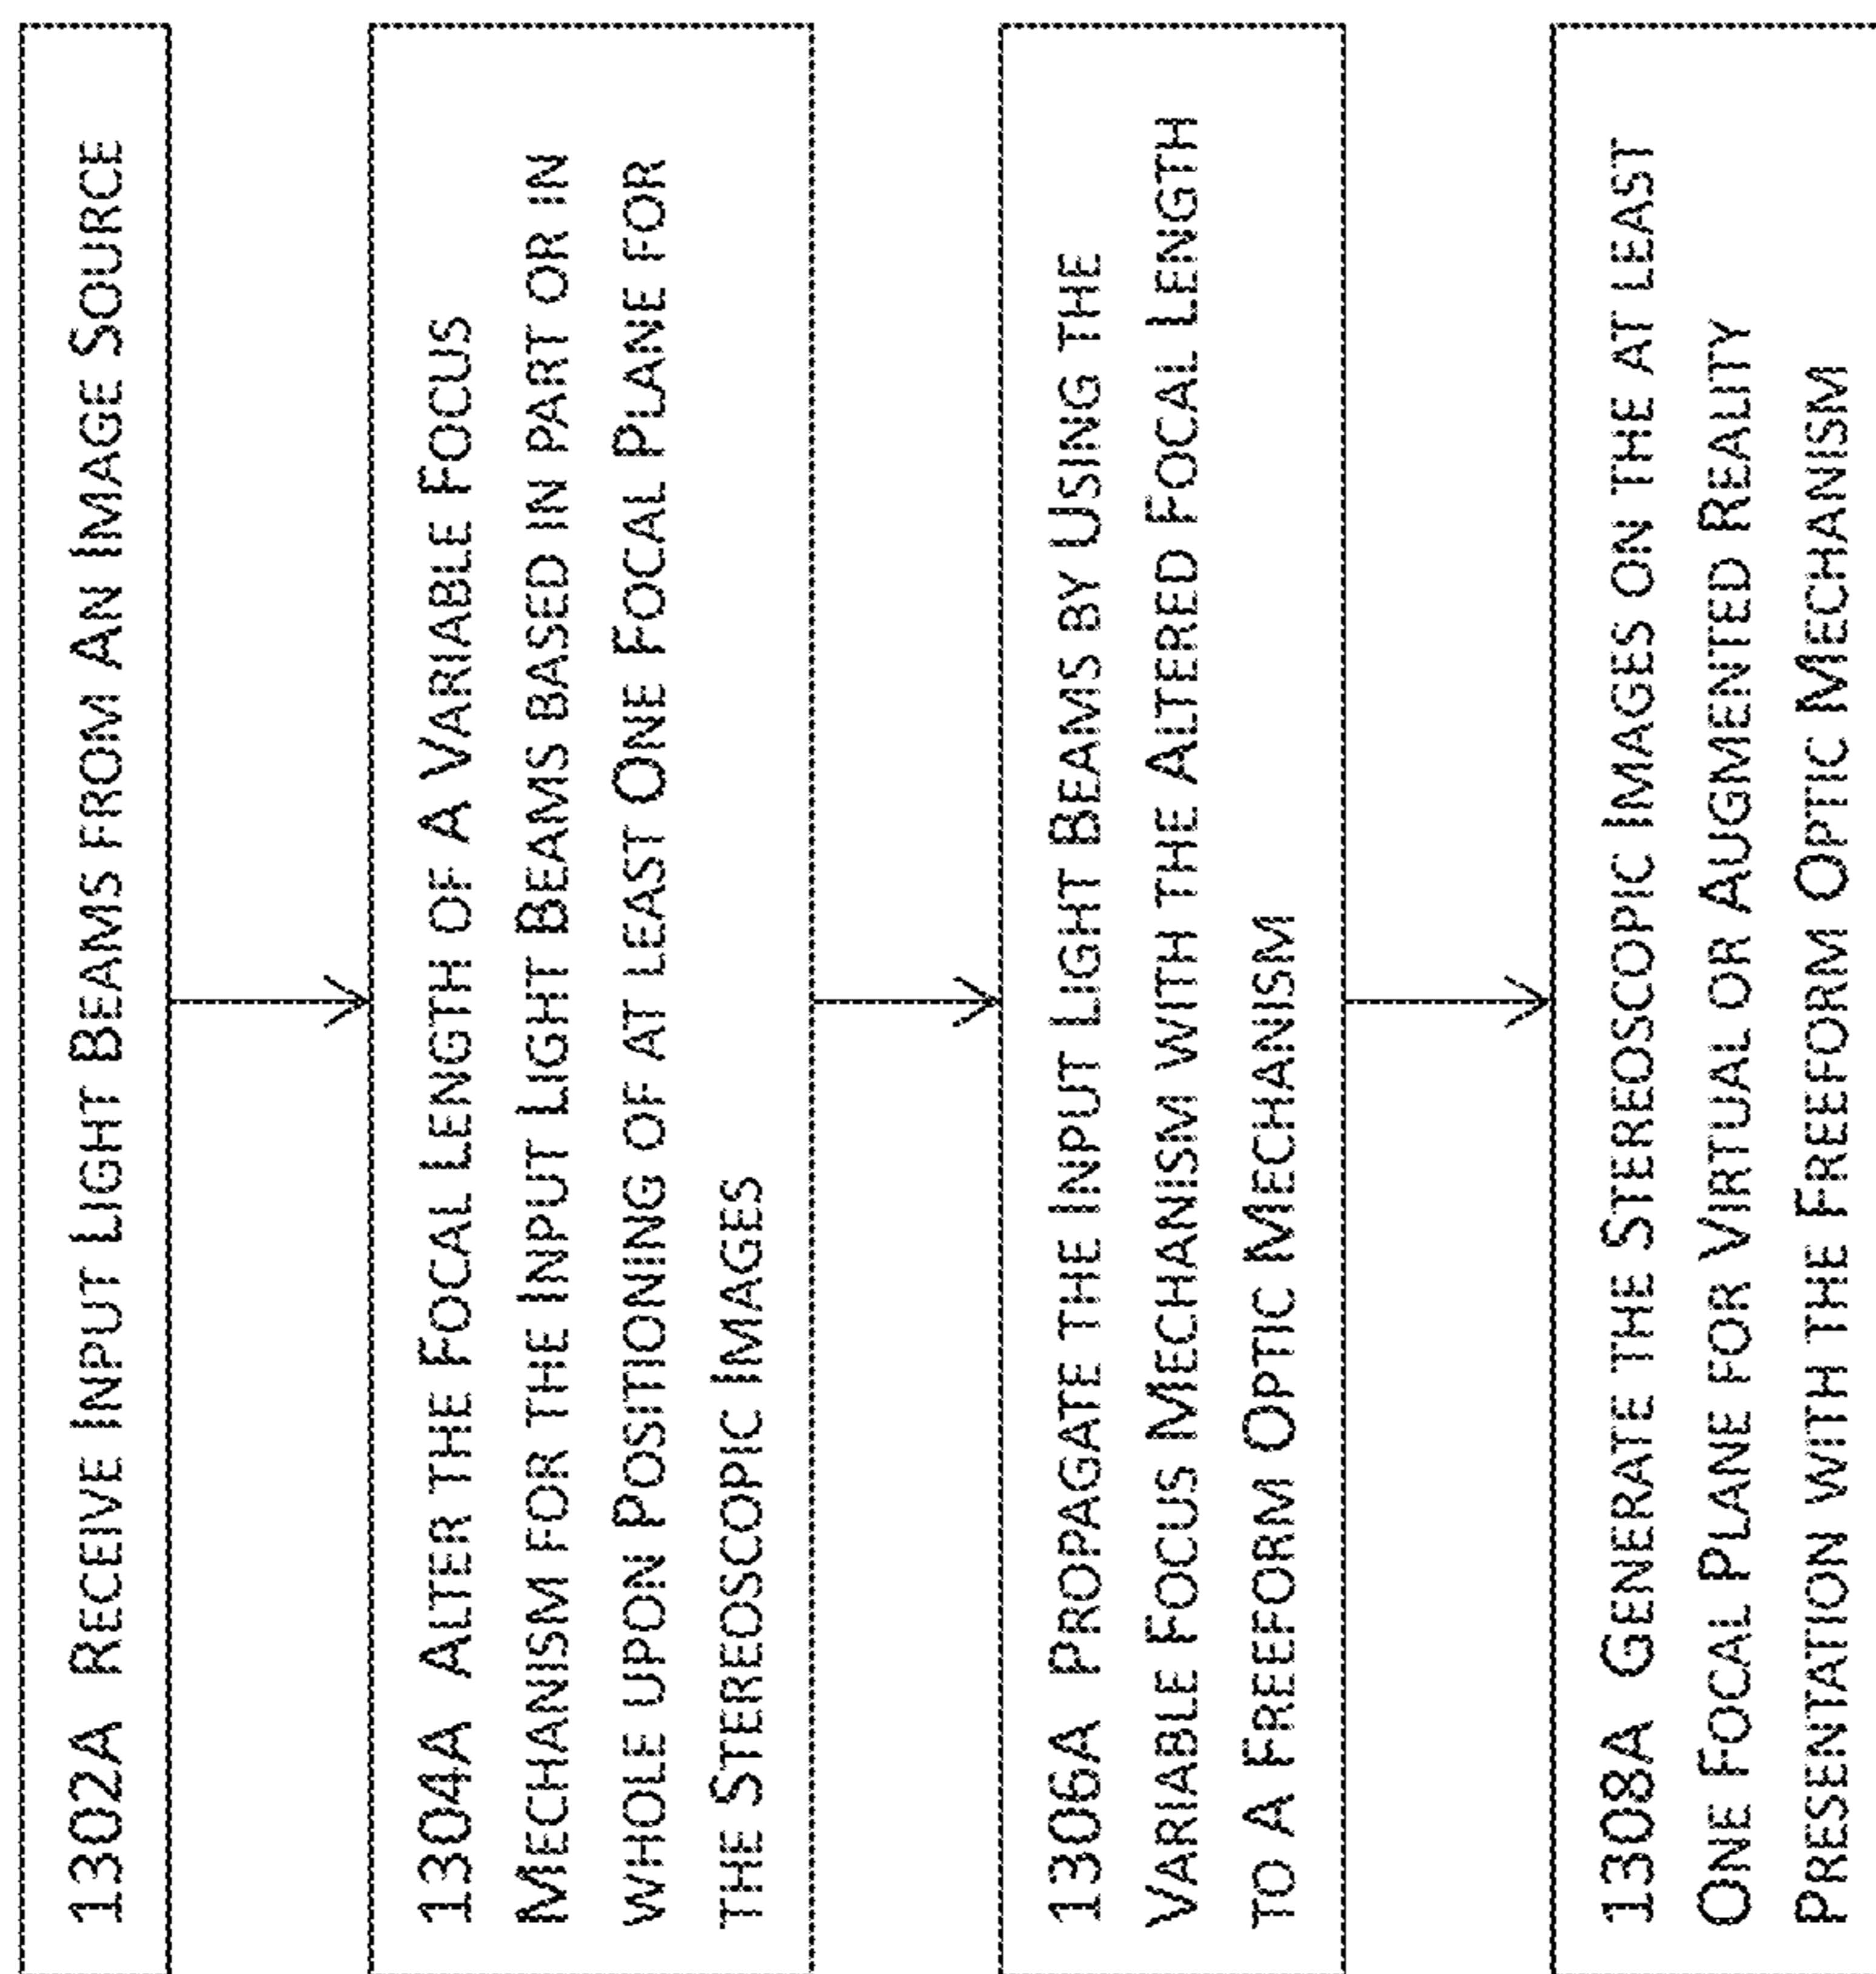 1302A Receive Input Light Beams from An Image Source
1304A Alter the Focal Length of A Variable Focus
Mechanism for the Input Light Beams based in part or in
whole upon Positioning of at least One Focal Plane for
the Stereoscopic Images
1306A Propagate the Input Light Beams by Using the
Variable Focus Mechanism with the Altered Focal Length
to A Freeform Optic Mechanism
1308A Generate the Stereoscopic Images on the at least
One Focal Plane for Virtual or Augmented Reality
Presentation with the Freeform Optic Mechanism